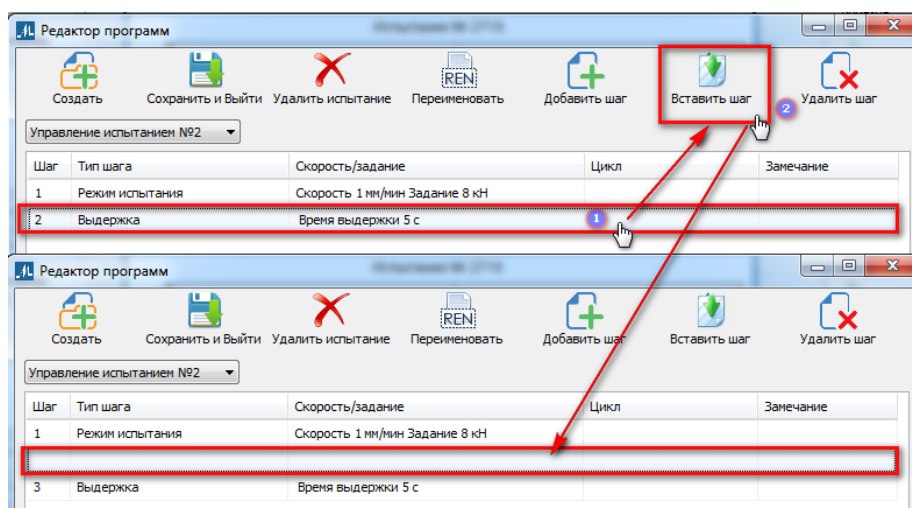 Редактор программ
Создать Сохранить и Выйти Удалить испытание REN Переименовать Добавить шаг Вставить шаг 2 Удалить шаг
Управление испытанием №2
Шаг Тип шага Скорость/задание Цикл Замечание
1 Режим испытания Скорость 1 мм/мин Задание 8 кН
2 Выдержка Время выдержки 5 с 1
Редактор программ
Создать Сохранить и Выйти Удалить испытание REN Переименовать Добавить шаг Вставить шаг Удалить шаг
Управление испытанием №2
Шаг Тип шага Скорость/задание Цикл Замечание
1 Режим испытания Скорость 1 мм/мин Задание 8 кН
3 Выдержка Время выдержки 5 с